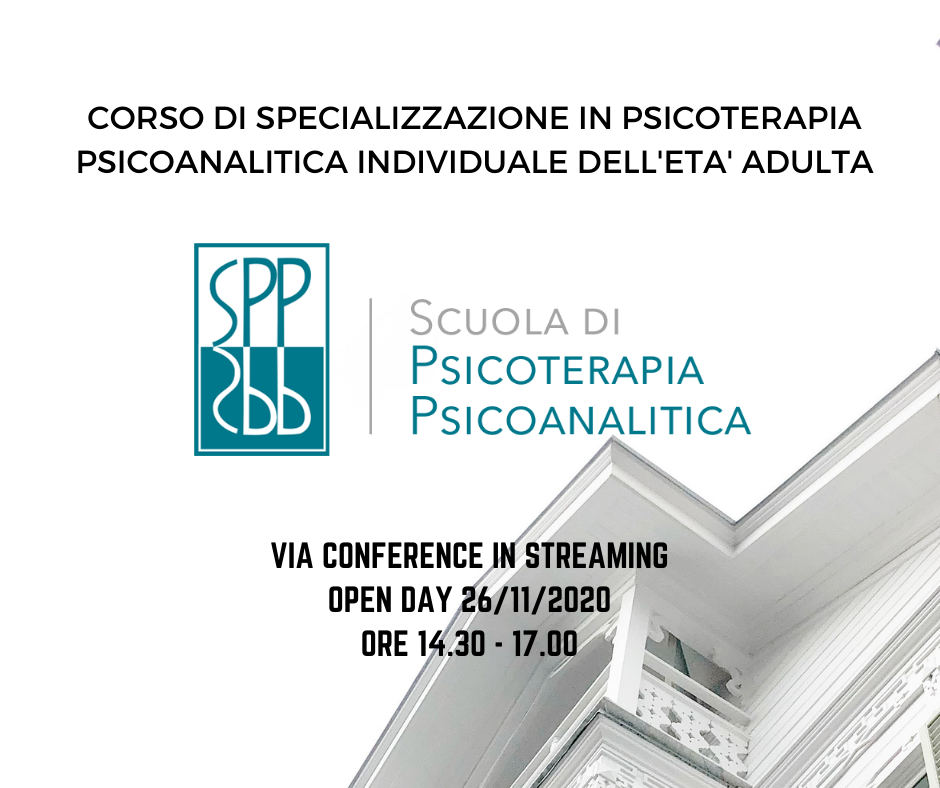 CORSO DI SPECIALIZZAZIONE IN PSICOTERAPIA
PSICOANALITICA INDIVIDUALE DELL'ETA' ADULTA
SPP
SCUOLA DI
PSICOTERAPIA
PSICOANALITICA
VIA CONFERENCE IN STREAMING
OPEN DAY 26/11/2020
ORE 14.30 - 17.00